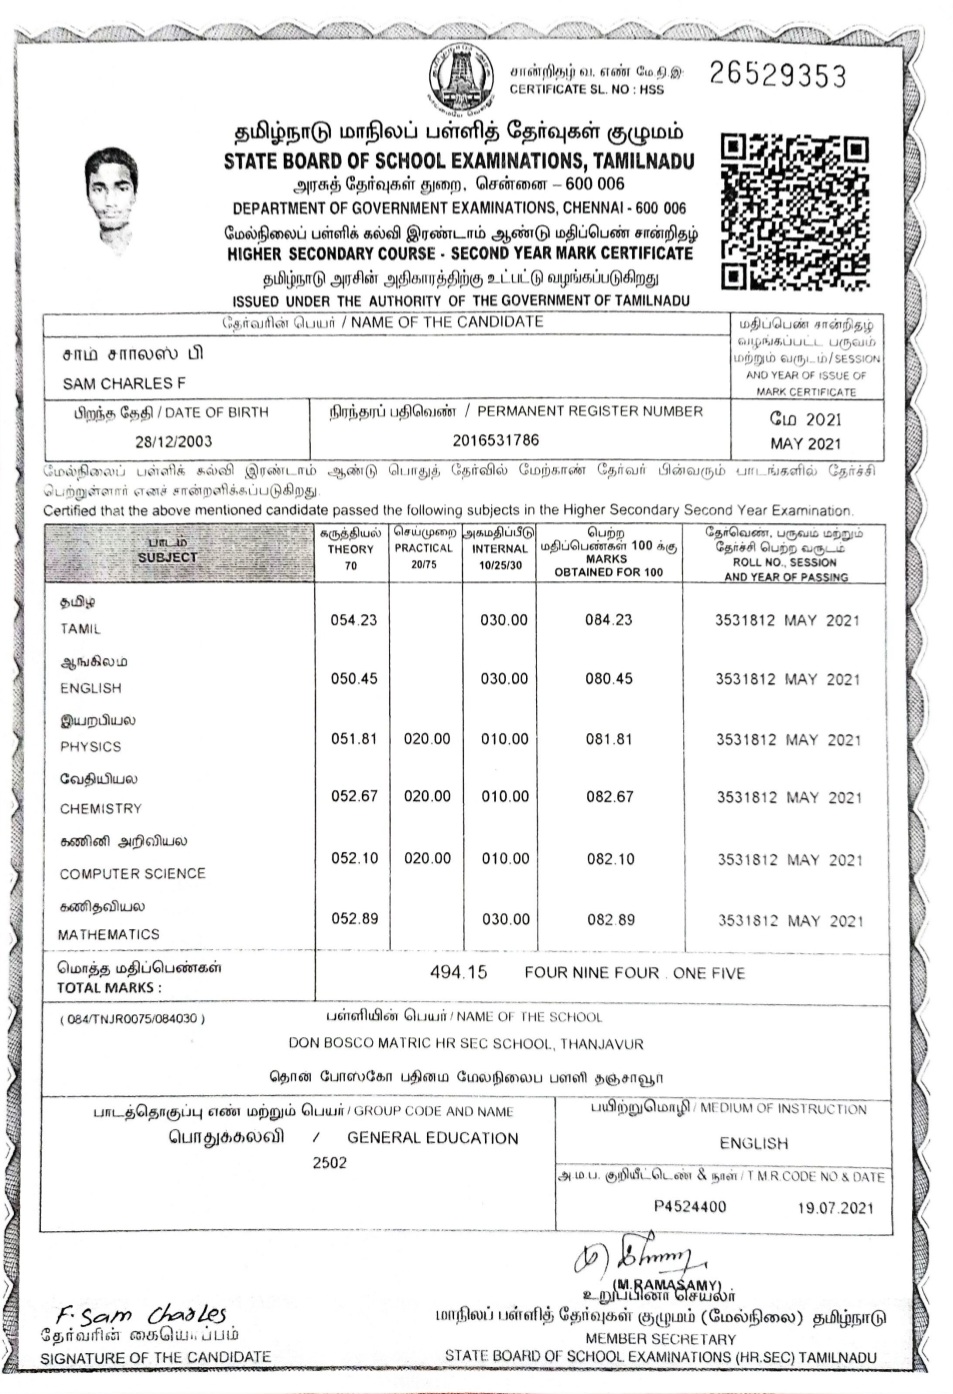 சான்றிதழ் வ. எண் மே.நி.இ
CERTIFICATE SL. NO : HSS
26529353
தமிழ்நாடு மாநிலப் பள்ளித் தேர்வுகள் குழுமம்
STATE BOARD OF SCHOOL EXAMINATIONS, TAMILNADU
அரசுத் தேர்வுகள் துறை, சென்னை – 600 006
DEPARTMENT OF GOVERNMENT EXAMINATIONS, CHENNAI - 600 006
மேல்நிலைப் பள்ளிக் கல்வி இரண்டாம் ஆண்டு மதிப்பெண் சான்றிதழ்
HIGHER SECONDARY COURSE - SECOND YEAR MARK CERTIFICATE
தமிழ்நாடு அரசின் அதிகாரத்திற்கு உட்பட்டு வழங்கப்படுகிறது
ISSUED UNDER THE AUTHORITY OF THE GOVERNMENT OF TAMILNADU
தேர்வரின் பெயர் / NAME OF THE CANDIDATE
சாம் சாாலஸ் பி
SAM CHARLES F
மதிப்பெண் சான்றிதழ்
வழங்கப்பட்ட பருவம்
மற்றும் வருடம்/SESSION
AND YEAR OF ISSUE OF
MARK CERTIFICATE
பிறந்த தேதி / DATE OF BIRTH
28/12/2003
நிரந்தரப் பதிவெண் / PERMANENT REGISTER NUMBER
2016531786
மே 2021
MAY 2021
மேல்நிலைப் பள்ளிக் கல்வி இரண்டாம் ஆண்டு பொதுத் தேர்வில் மேற்காண் தேர்வர் பின்வரும் பாடங்களில் தேர்ச்சி
பெற்றுள்ளார் எனச் சான்றளிக்கப்படுகிறது.
Certified that the above mentioned candidate passed the following subjects in the Higher Secondary Second Year Examination.
பாடம் SUBJECT
கருத்தியல் THEORY 70
செய்முறை PRACTICAL 20/75
அகமதிப்பீடு INTERNAL 10/25/30
பெற்ற மதிப்பெண்கள் 100 க்கு MARKS OBTAINED FOR 100
தேர்வெண், பருவம் மற்றும் தேர்ச்சி பெற்ற வருடம் ROLL NO., SESSION AND YEAR OF PASSING
தமிழ
TAMIL 054.23 030.00 084.23 3531812 MAY 2021
ஆங்கிலம
ENGLISH 050.45 030.00 080.45 3531812 MAY 2021
இயறபியல
PHYSICS 051.81 020.00 010.00 081.81 3531812 MAY 2021
வேதியியல
CHEMISTRY 052.67 020.00 010.00 082.67 3531812 MAY 2021
கணினி அறிவியல
COMPUTER SCIENCE 052.10 020.00 010.00 082.10 3531812 MAY 2021
கணிதவியல
MATHEMATICS 052.89 030.00 082.89 3531812 MAY 2021
மொத்த மதிப்பெண்கள்
TOTAL MARKS : 494.15 FOUR NINE FOUR . ONE FIVE
( 084/TNJR0075/084030 ) பள்ளியின் பெயர் / NAME OF THE SCHOOL
DON BOSCO MATRIC HR SEC SCHOOL, THANJAVUR
தொன போஸகோ பதினம மேலநிலைப பளளி தஞசாவூா
பாடத்தொகுப்பு எண் மற்றும் பெயர் / GROUP CODE AND NAME
பொதுக்கலவி / GENERAL EDUCATION
2502
பயிற்றுமொழி / MEDIUM OF INSTRUCTION
ENGLISH
அ.ம.ப. குறியீட்டெண் & நாள் / T.M.R.CODE NO & DATE
P4524400 19.07.2021
F. Sam Charles
தேர்வரின் கையொப்பம்
SIGNATURE OF THE CANDIDATE
(M.RAMASAMY)
உறுப்பினர் செயலர்
மாநிலப் பள்ளித் தேர்வுகள் குழுமம் (மேல்நிலை) தமிழ்நாடு
MEMBER SECRETARY
STATE BOARD OF SCHOOL EXAMINATIONS (HR.SEC) TAMILNADU